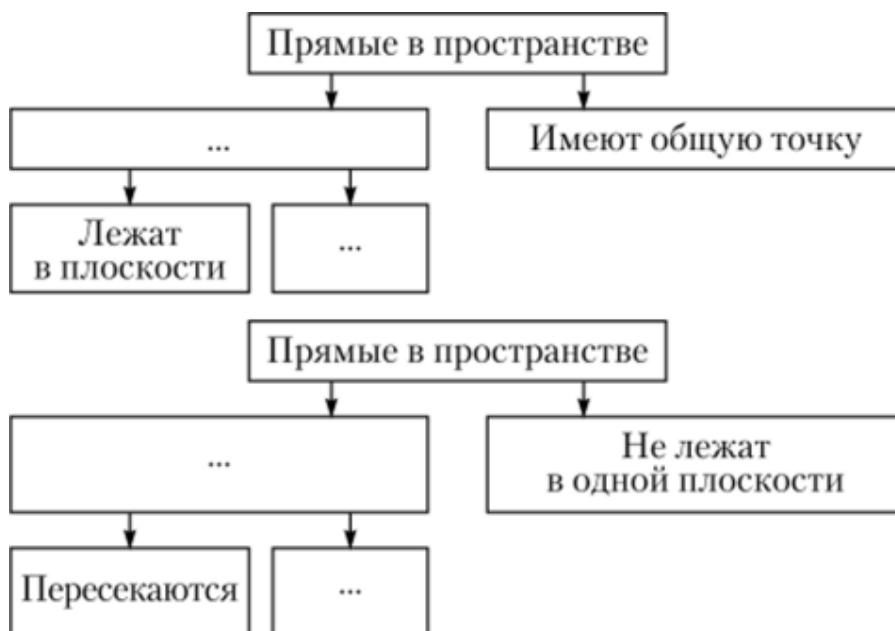 Прямые в пространстве
...
Имеют общую точку
Лежат
в плоскости
...
Прямые в пространстве
...
Не лежат
в одной плоскости
Пересекаются
...